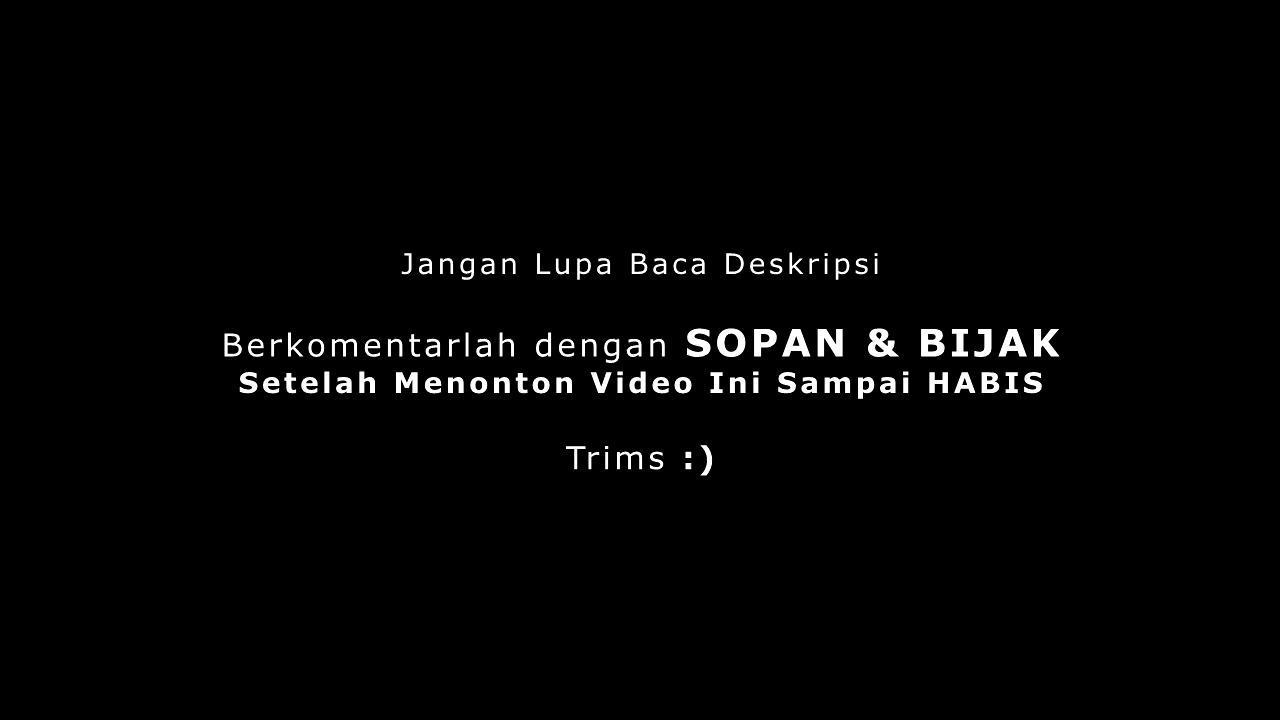 Jangan Lupa Baca Deskripsi
Berkomentarlah dengan SOPAN & BIJAK
Setelah Menonton Video Ini Sampai HABIS
Trims :)